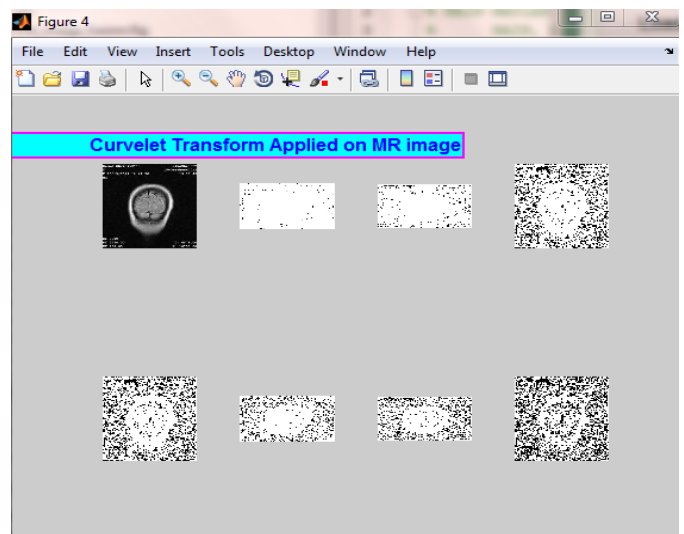 Figure 4
File Edit View Insert Tools Desktop Window Help
Curvelet Transform Applied on MR image